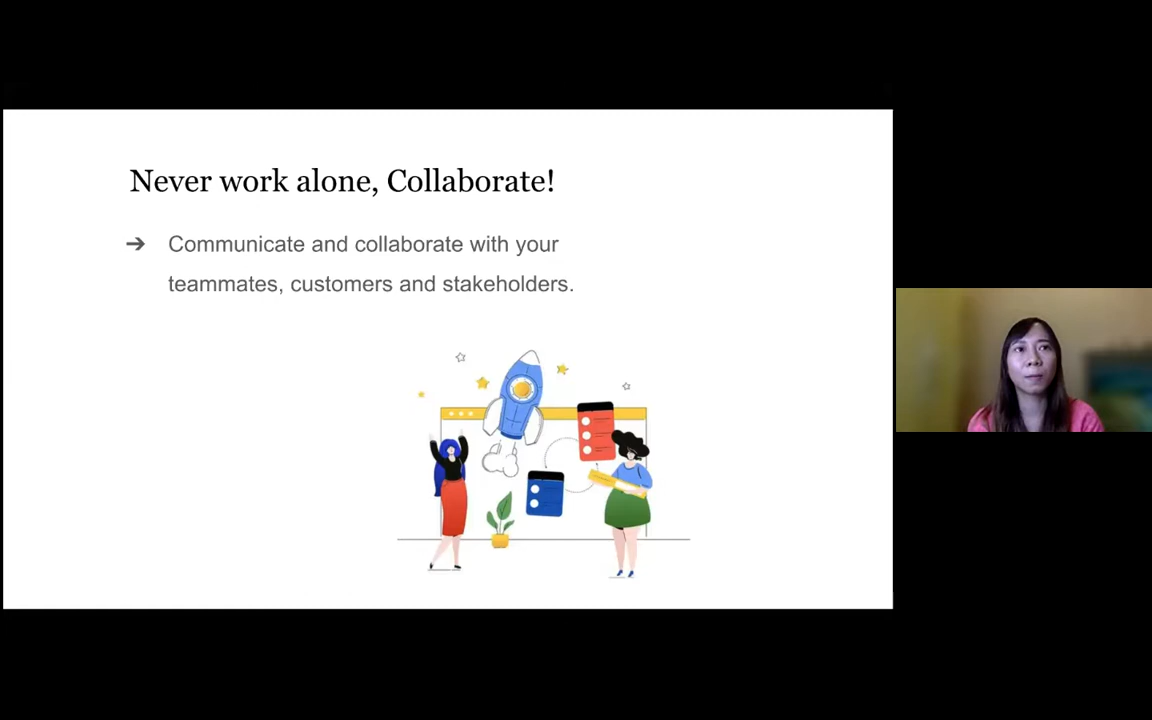 Never work alone, Collaborate!
➔ Communicate and collaborate with your
teammates, customers and stakeholders.